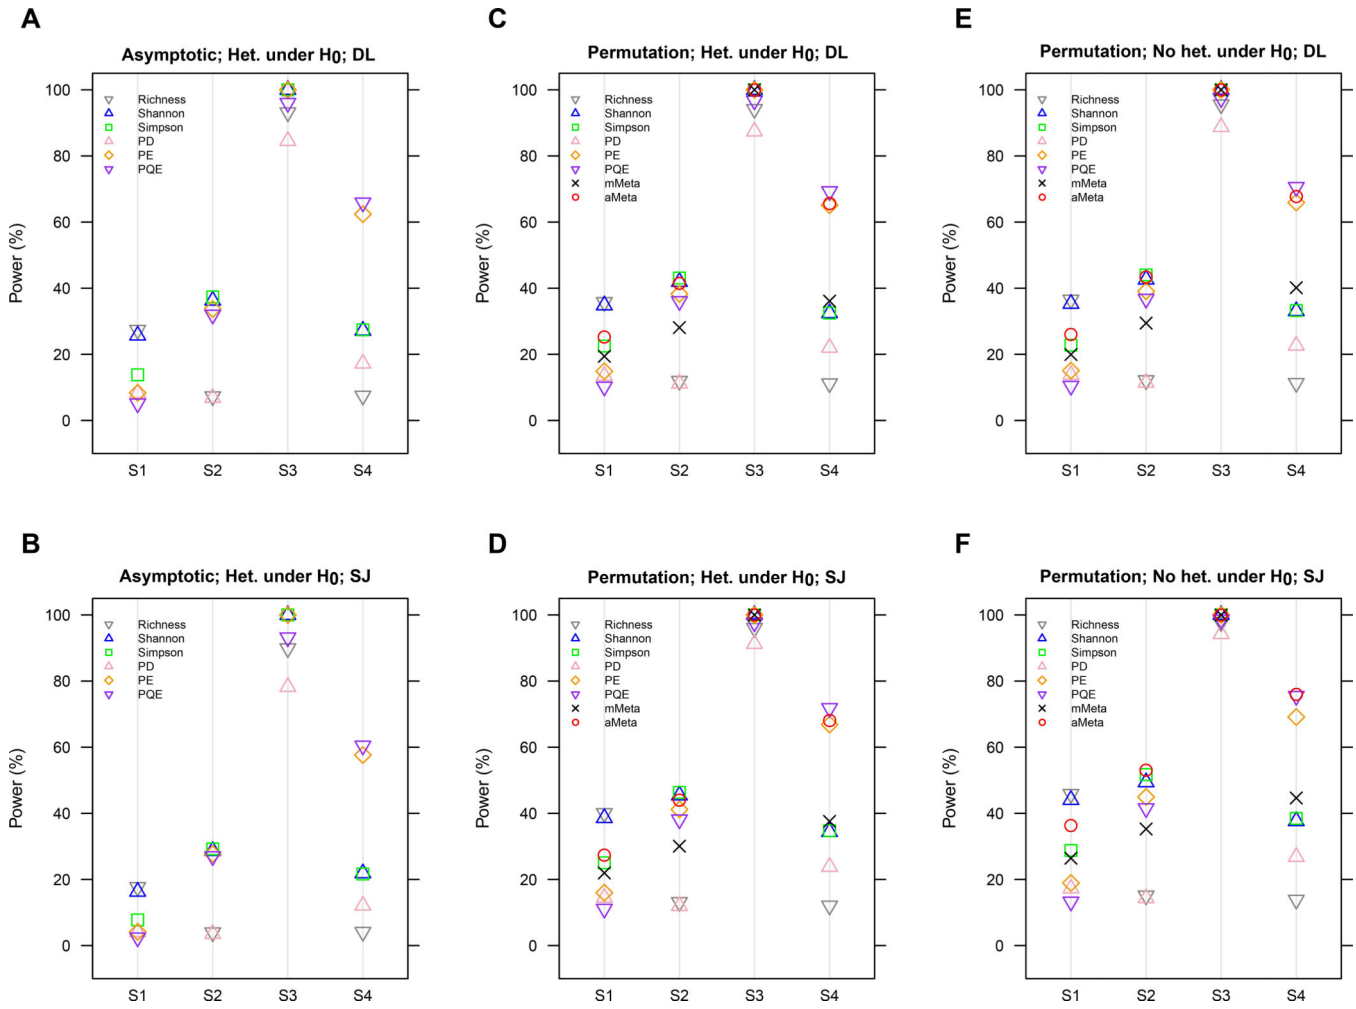 A
Asymptotic; Het. under H0; DL
Power (%)
100
80
60
40
20
0
Richness
Shannon
Simpson
PD
PE
PQE
S1 S2 S3 S4
C
Permutation; Het. under H0; DL
Power (%)
100
80
60
40
20
0
Richness
Shannon
Simpson
PD
PE
PQE
mMeta
aMeta
S1 S2 S3 S4
E
Permutation; No het. under H0; DL
Power (%)
100
80
60
40
20
0
Richness
Shannon
Simpson
PD
PE
PQE
mMeta
aMeta
S1 S2 S3 S4
B
Asymptotic; Het. under H0; SJ
Power (%)
100
80
60
40
20
0
Richness
Shannon
Simpson
PD
PE
PQE
S1 S2 S3 S4
D
Permutation; Het. under H0; SJ
Power (%)
100
80
60
40
20
0
Richness
Shannon
Simpson
PD
PE
PQE
mMeta
aMeta
S1 S2 S3 S4
F
Permutation; No het. under H0; SJ
Power (%)
100
80
60
40
20
0
Richness
Shannon
Simpson
PD
PE
PQE
mMeta
aMeta
S1 S2 S3 S4